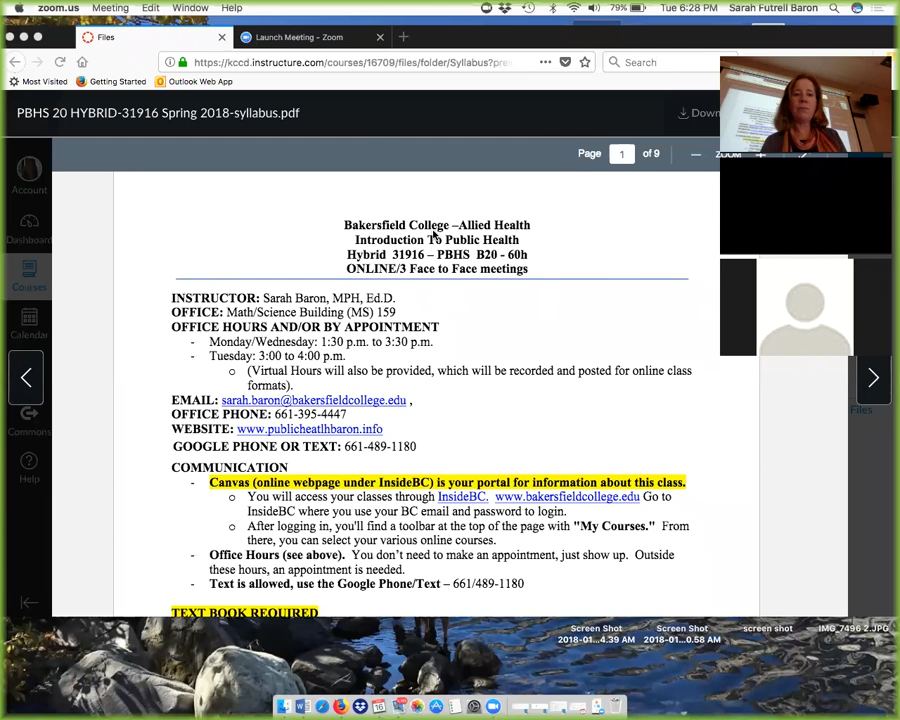 zoom.us Meeting Edit Window Help 79% Tue 6:28 PM Sarah Futrell Baron
Files Launch Meeting - Zoom
https://kccd.instructure.com/courses/16709/files/folder/Syllabus?pre Search
Most Visited Getting Started Outlook Web App
PBHS 20 HYBRID-31916 Spring 2018-syllabus.pdf
Down
Page 1 of 9
Account
Dashboard
Courses
Calendar
Commons
Help
Files
Bakersfield College –Allied Health
Introduction To Public Health
Hybrid 31916 – PBHS B20 - 60h
ONLINE/3 Face to Face meetings
INSTRUCTOR: Sarah Baron, MPH, Ed.D.
OFFICE: Math/Science Building (MS) 159
OFFICE HOURS AND/OR BY APPOINTMENT
- Monday/Wednesday: 1:30 p.m. to 3:30 p.m.
- Tuesday: 3:00 to 4:00 p.m.
o (Virtual Hours will also be provided, which will be recorded and posted for online class
formats).
EMAIL: sarah.baron@bakersfieldcollege.edu ,
OFFICE PHONE: 661-395-4447
WEBSITE: www.publicheatlhbaron.info
GOOGLE PHONE OR TEXT: 661-489-1180
COMMUNICATION
- Canvas (online webpage under InsideBC) is your portal for information about this class.
o You will access your classes through InsideBC. www.bakersfieldcollege.edu Go to
InsideBC where you use your BC email and password to login.
o After logging in, you'll find a toolbar at the top of the page with "My Courses." From
there, you can select your various online courses.
- Office Hours (see above). You don't need to make an appointment, just show up. Outside
these hours, an appointment is needed.
- Text is allowed, use the Google Phone/Text – 661/489-1180
TEXT BOOK REQUIRED
Screen Shot
2018-01...4.39 AM
Screen Shot
2018-01...0.58 AM
screen shot
IMG_7496 2.JPG
16